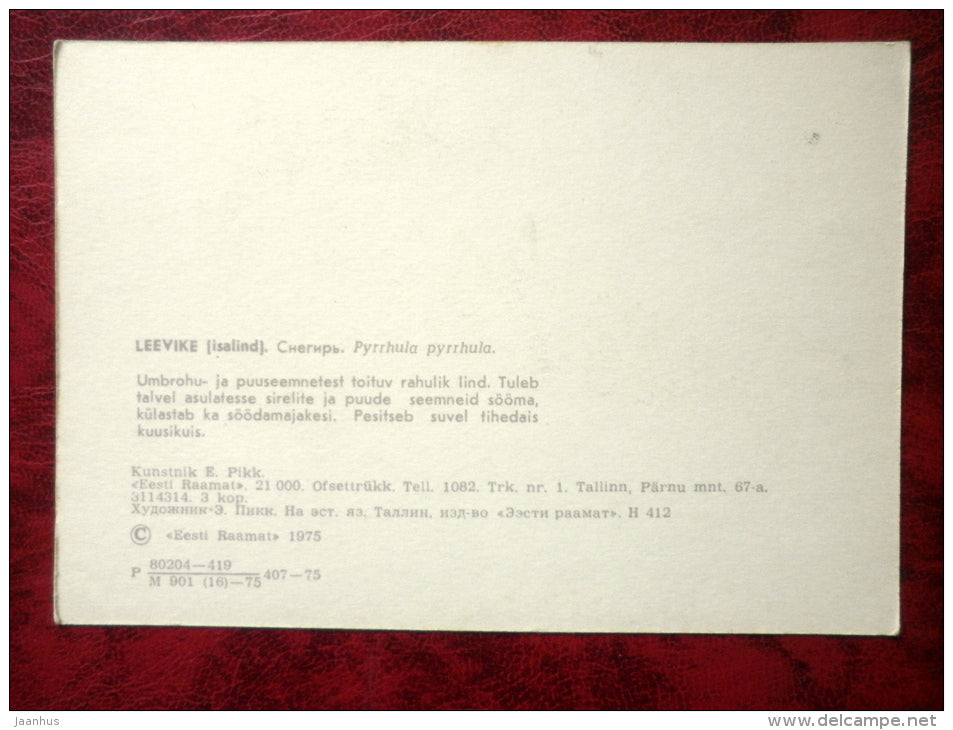 LEEVIKE (isalind). Снегирь. Pyrrhula pyrrhula.
Umbrohu- ja puuseemnetest toituv rahulik lind. Tuleb
talvel asulatesse sirelite ja puude seemneid sööma,
külastab ka söödamajakesi. Pesitseb suvel tihedais
kuusikuis.
Kunstnik E. Pikk.
«Eesti Raamat». 21 000. Ofsettrükk. Tell. 1082. Trk. nr. 1. Tallinn, Pärnu mnt. 67-a.
3114314. 3 kop.
Художник Э. Пикк. На эст. яз. Таллин, изд-во «Ээсти раамат». Н 412
© «Eesti Raamat» 1975
P 80204—419 407—75
M 901 (16)—75
jaanhus
www.delcampe.net